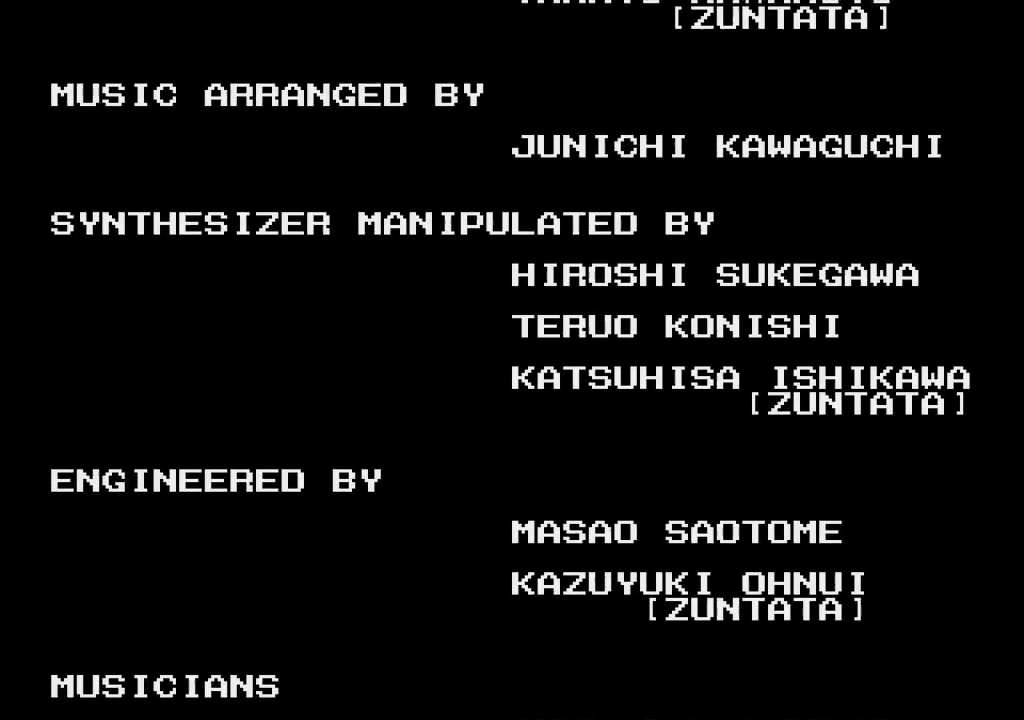 [ZUNTATA]
MUSIC ARRANGED BY
JUNICHI KAWAGUCHI
SYNTHESIZER MANIPULATED BY
HIROSHI SUKEGAWA
TERUO KONISHI
KATSUHISA ISHIKAWA
[ZUNTATA]
ENGINEERED BY
MASAO SAOTOME
KAZUYUKI OHNUI
[ZUNTATA]
MUSICIANS